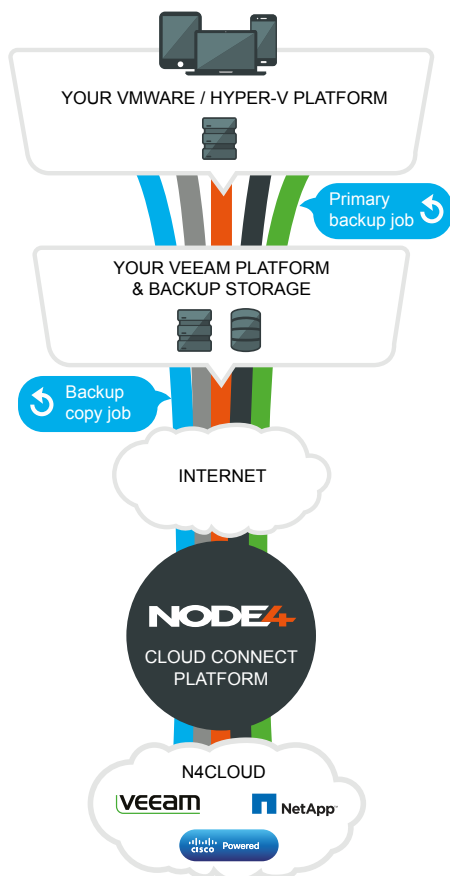 YOUR VMWARE / HYPER-V PLATFORM
Primary
backup job
YOUR VEEAM PLATFORM
& BACKUP STORAGE
Backup
copy job
INTERNET
NODE4
CLOUD CONNECT
PLATFORM
N4CLOUD
veeam
NetApp™
cisco Powered